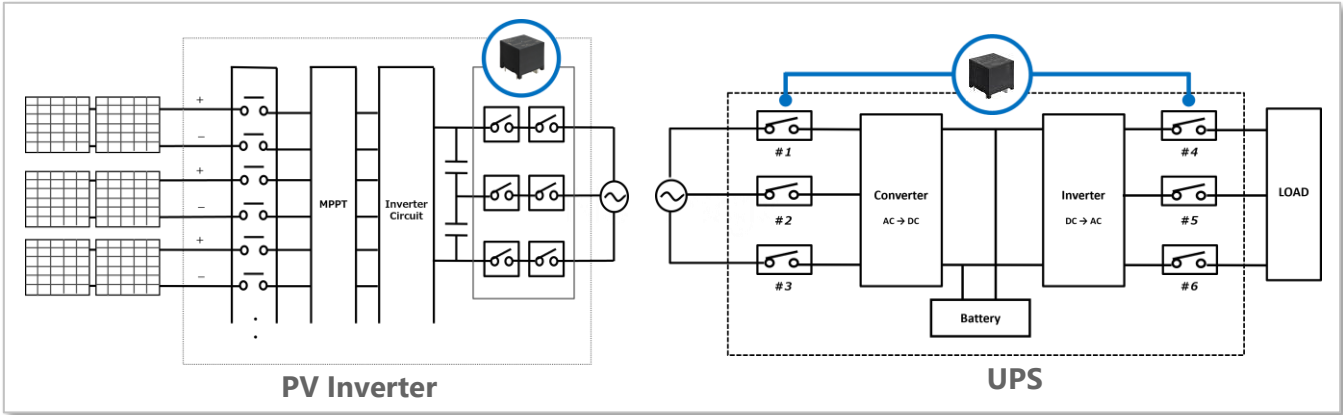 +
−
+
−
+
−
MPPT
Inverter
Circuit
PV Inverter
#1
#2
#3
Converter
AC → DC
Battery
Inverter
DC → AC
#4
#5
#6
LOAD
UPS